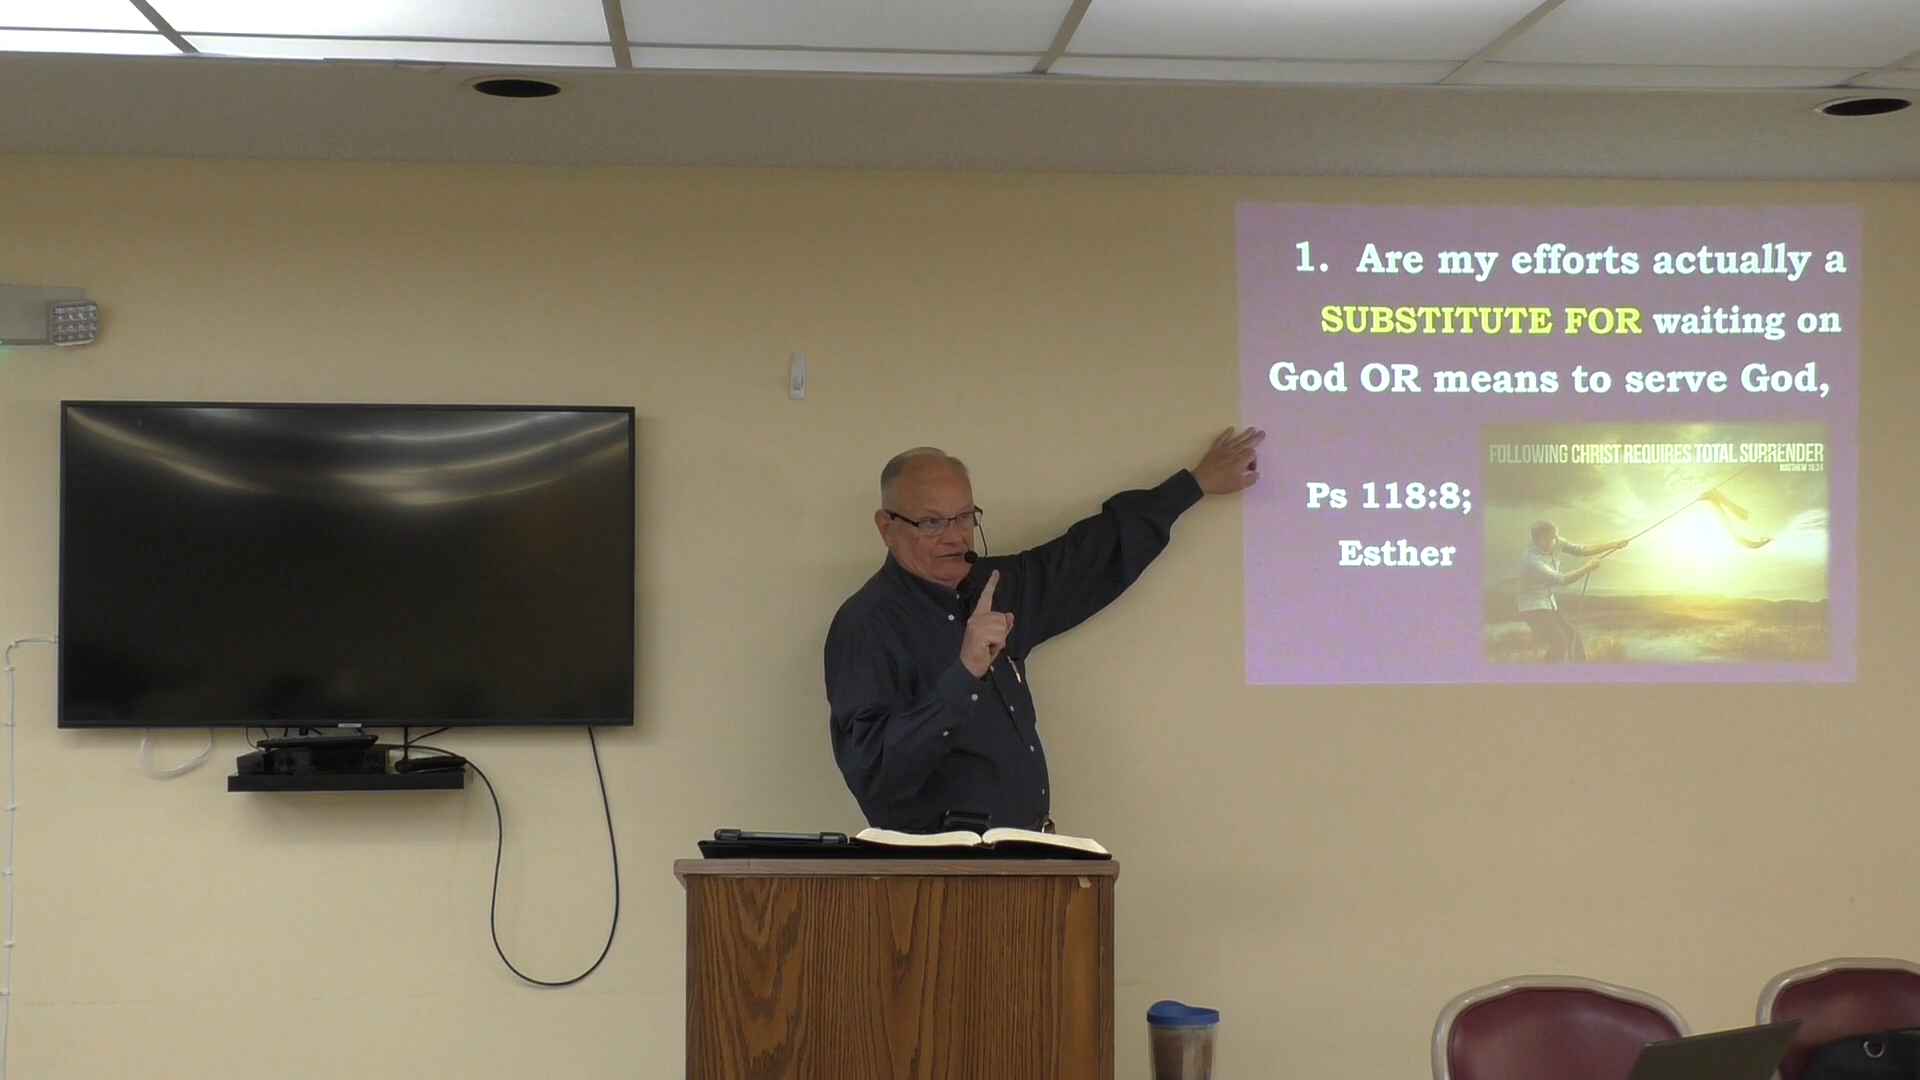 1. Are my efforts actually a
SUBSTITUTE FOR waiting on
God OR means to serve God,
FOLLOWING CHRIST REQUIRES TOTAL SURRENDER
Ps 118:8;
Esther